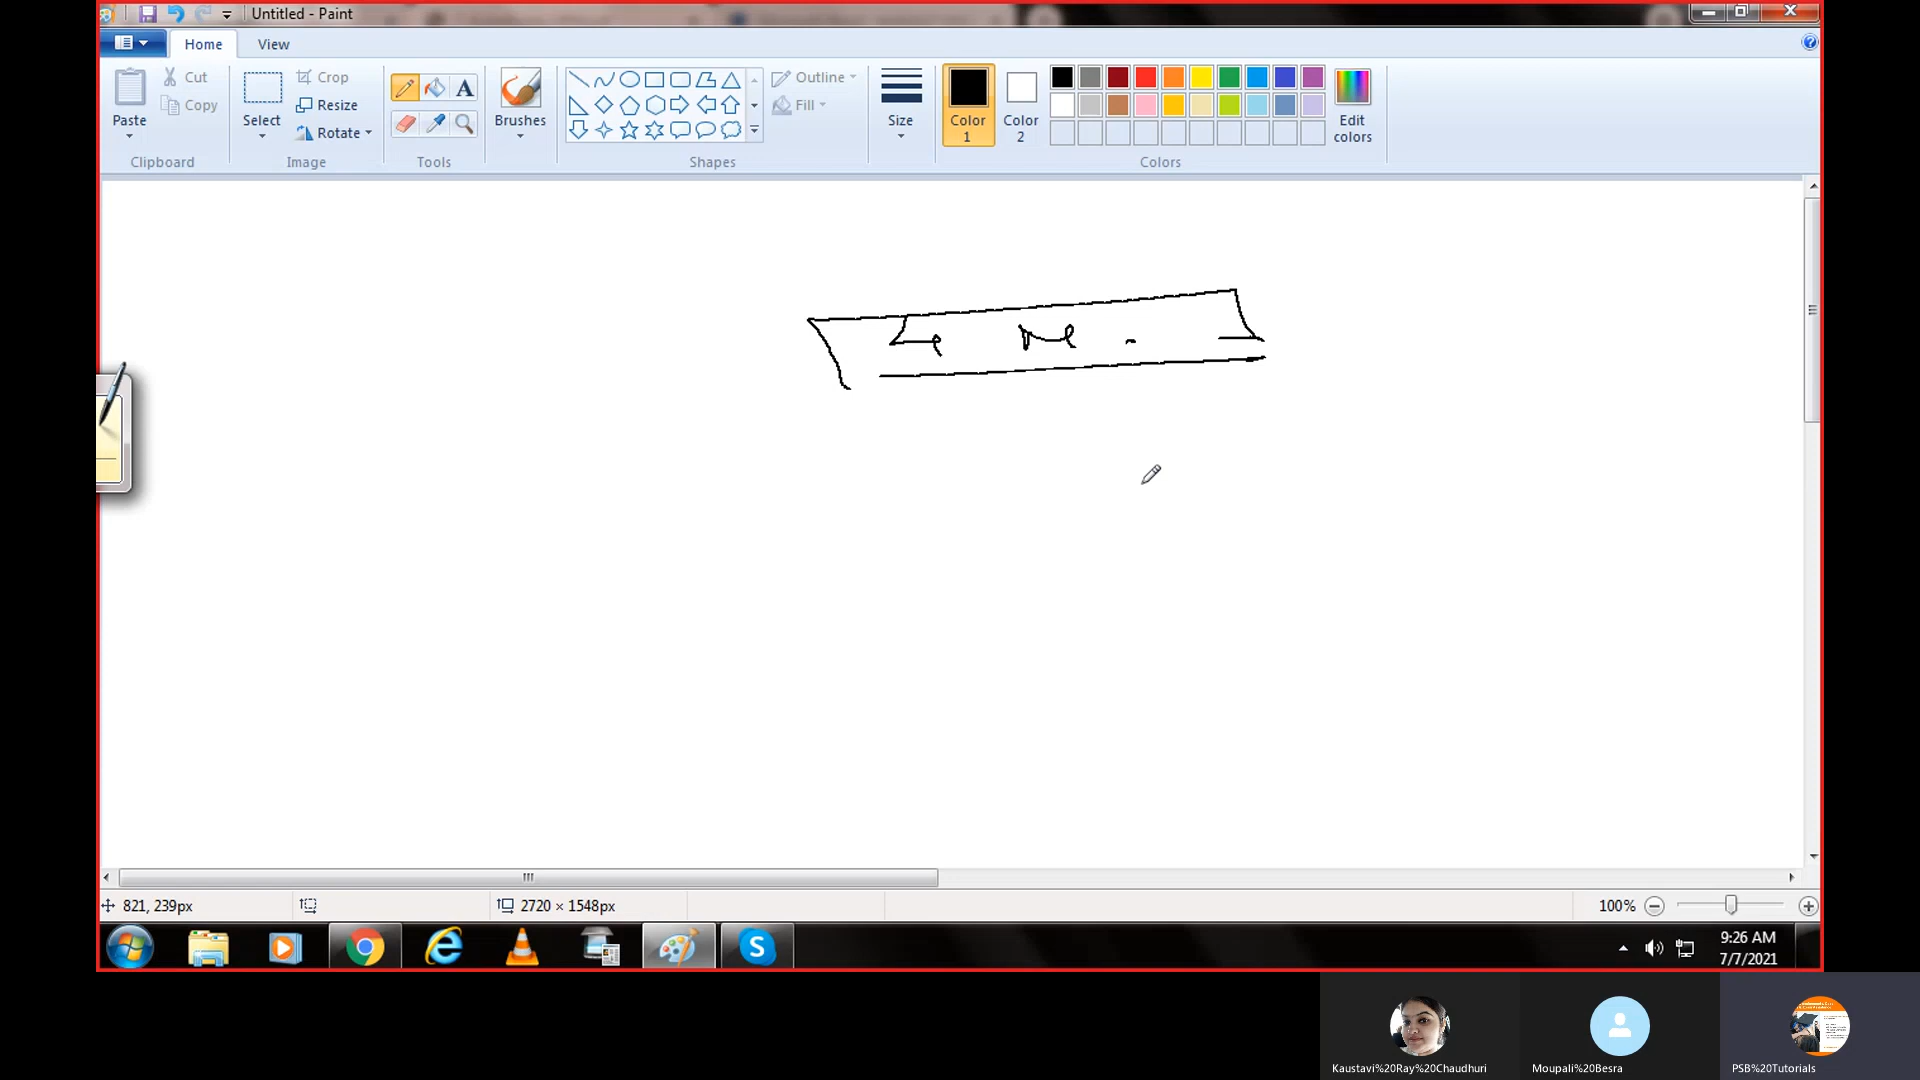 Untitled - Paint
Home View
Paste Cut Copy Clipboard
Select Crop Resize Rotate Image
Tools
Brushes
Shapes Outline Fill
Size
Color 1 Color 2
Edit colors
Colors
821, 239px 2720 × 1548px 100%
9:26 AM
7/7/2021
Kaustavi%20Ray%20Chaudhuri Moupali%20Besra PSB%20Tutorials